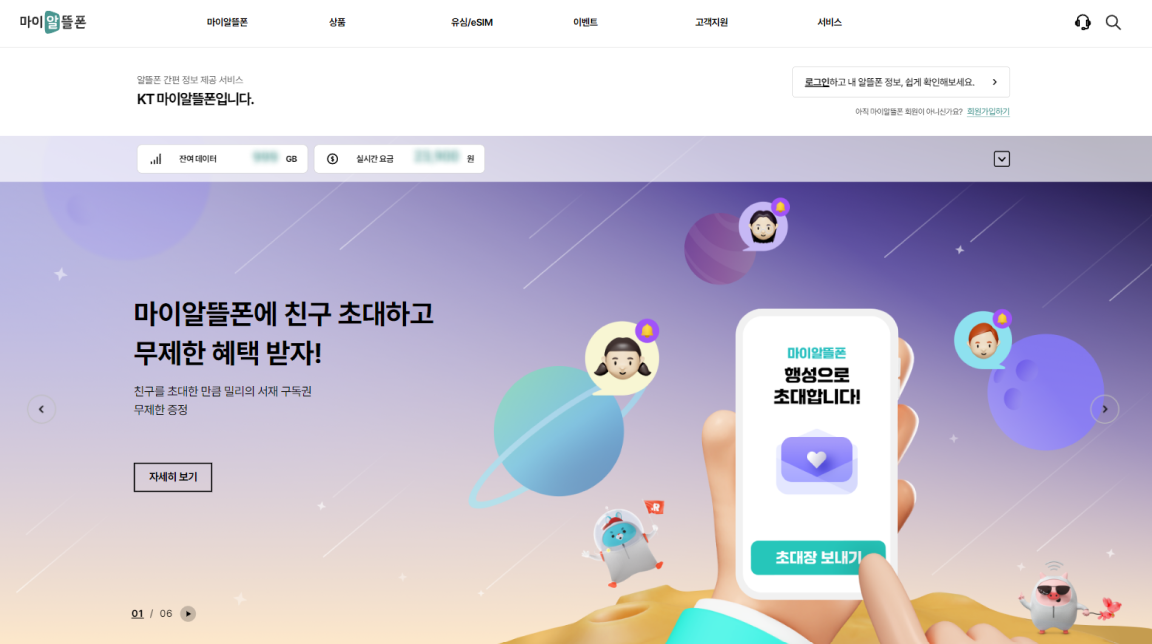 마이알뜰폰
마이알뜰폰 상품 유심/eSIM 이벤트 고객지원 서비스
알뜰폰 간편 정보 제공 서비스
KT 마이알뜰폰입니다.
로그인하고 내 알뜰폰 정보, 쉽게 확인해보세요.
아직 마이알뜰폰 회원이 아니신가요? 회원가입하기
잔여 데이터 GB 실시간 요금 원
마이알뜰폰에 친구 초대하고
무제한 혜택 받자!
친구를 초대한 만큼 밀리의 서재 구독권
무제한 증정
자세히 보기
01 / 06
마이알뜰폰
행성으로
초대합니다!
초대장 보내기